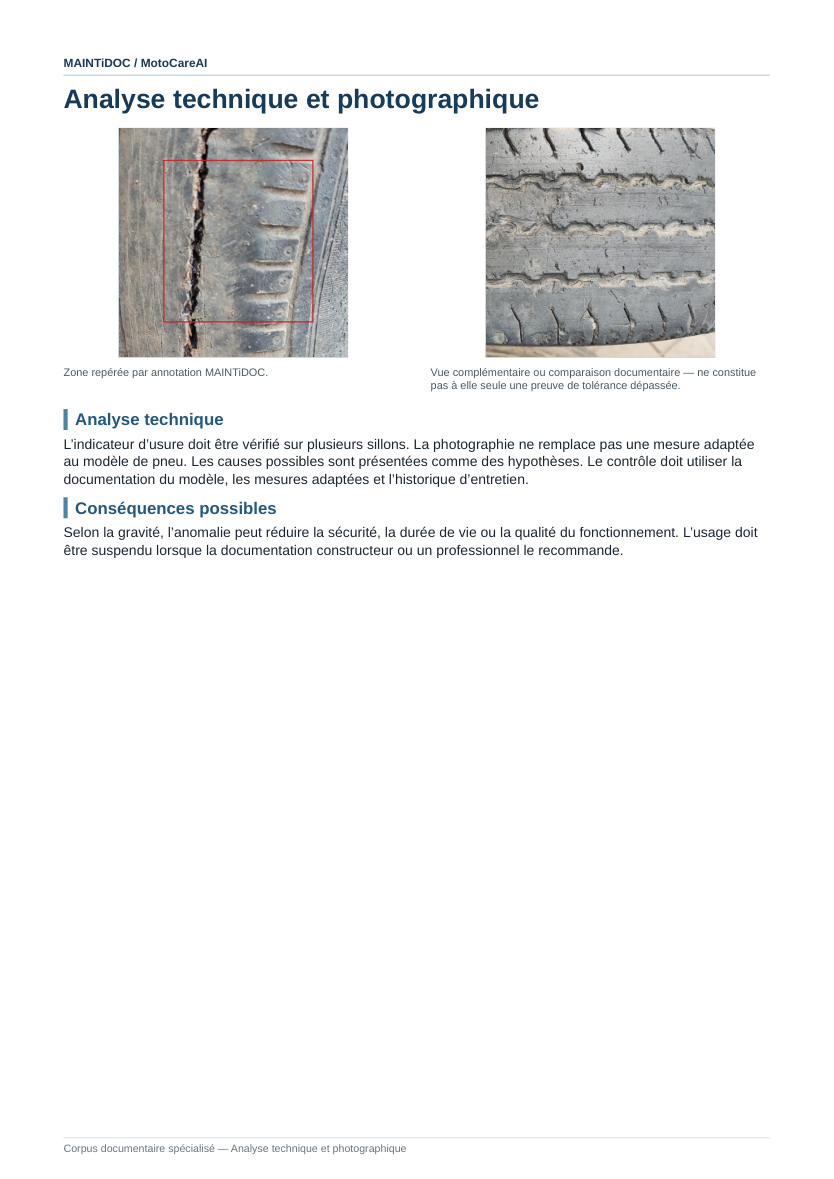 MAINTiDOC / MotoCareAI
Analyse technique et photographique
Zone repérée par annotation MAINTiDOC.
Vue complémentaire ou comparaison documentaire — ne constitue
pas à elle seule une preuve de tolérance dépassée.
Analyse technique
L’indicateur d’usure doit être vérifié sur plusieurs sillons. La photographie ne remplace pas une mesure adaptée
au modèle de pneu. Les causes possibles sont présentées comme des hypothèses. Le contrôle doit utiliser la
documentation du modèle, les mesures adaptées et l’historique d’entretien.
Conséquences possibles
Selon la gravité, l’anomalie peut réduire la sécurité, la durée de vie ou la qualité du fonctionnement. L’usage doit
être suspendu lorsque la documentation constructeur ou un professionnel le recommande.
Corpus documentaire spécialisé — Analyse technique et photographique